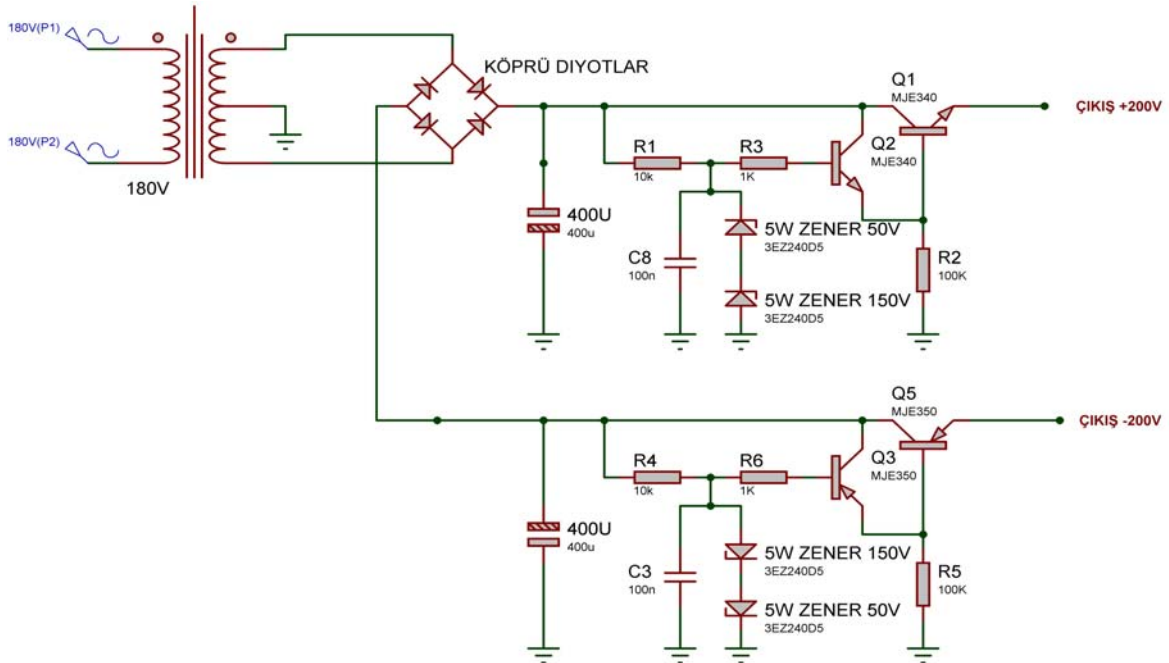 180V(P1)
180V(P2)
180V
KÖPRÜ DIYOTLAR
400U
400u
R1
10k
R3
1K
C8
100n
5W ZENER 50V
3EZ240D5
5W ZENER 150V
3EZ240D5
Q1
MJE340
Q2
MJE340
R2
100K
ÇIKIŞ +200V
400U
400u
R4
10k
R6
1K
C3
100n
5W ZENER 150V
3EZ240D5
5W ZENER 50V
3EZ240D5
Q5
MJE350
Q3
MJE350
R5
100K
ÇIKIŞ -200V